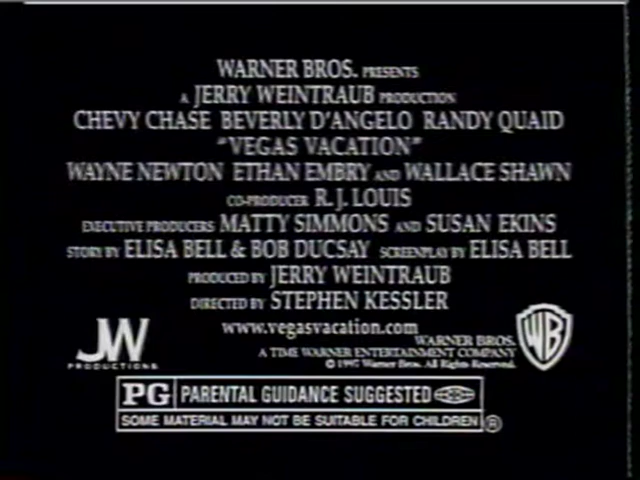 WARNER BROS. PRESENTS
A JERRY WEINTRAUB PRODUCTION
CHEVY CHASE BEVERLY D'ANGELO RANDY QUAID
"VEGAS VACATION"
WAYNE NEWTON ETHAN EMBRY AND WALLACE SHAWN
CO-PRODUCER R.J. LOUIS
EXECUTIVE PRODUCERS MATTY SIMMONS AND SUSAN EKINS
STORY BY ELISA BELL & BOB DUCSAY SCREENPLAY BY ELISA BELL
PRODUCED BY JERRY WEINTRAUB
DIRECTED BY STEPHEN KESSLER
www.vegasvacation.com
JW
PRODUCTIONS
WARNER BROS.
A TIME WARNER ENTERTAINMENT COMPANY
© 1997 Warner Bros. All Rights Reserved.
WB
PG PARENTAL GUIDANCE SUGGESTED
SOME MATERIAL MAY NOT BE SUITABLE FOR CHILDREN ®